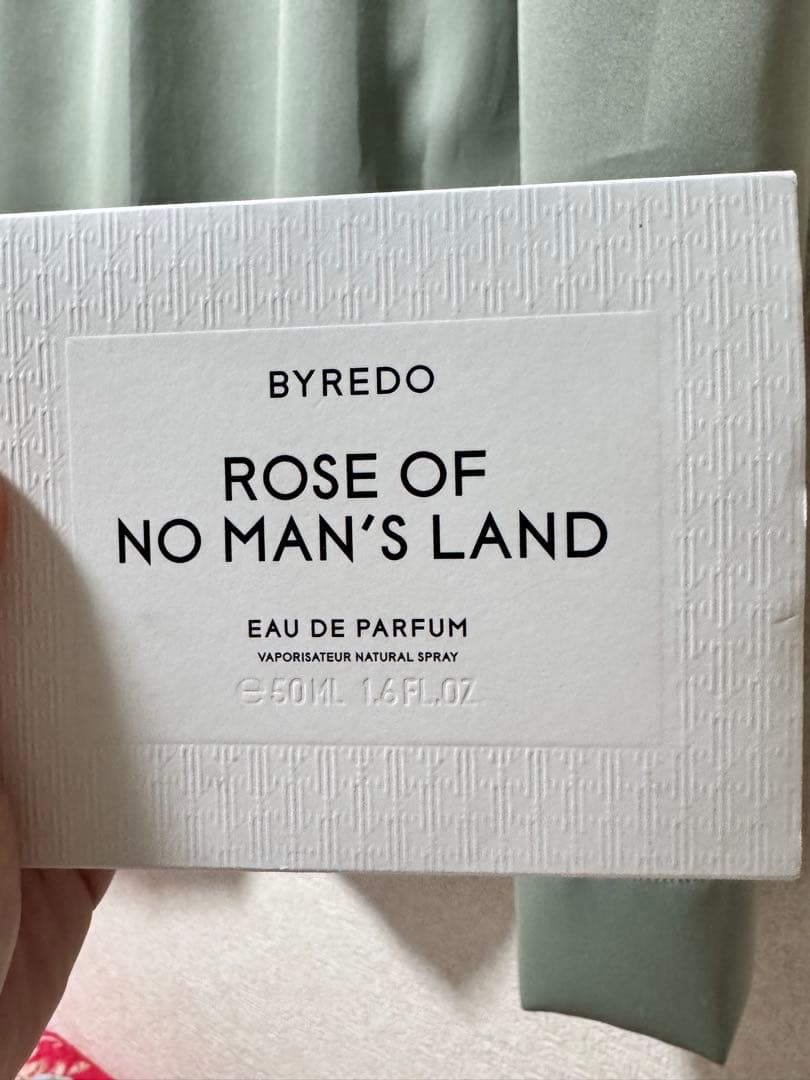 BYREDO
ROSE OF
NO MAN'S LAND
EAU DE PARFUM
VAPORISATEUR NATURAL SPRAY
℮50ML 1.6FL.OZ